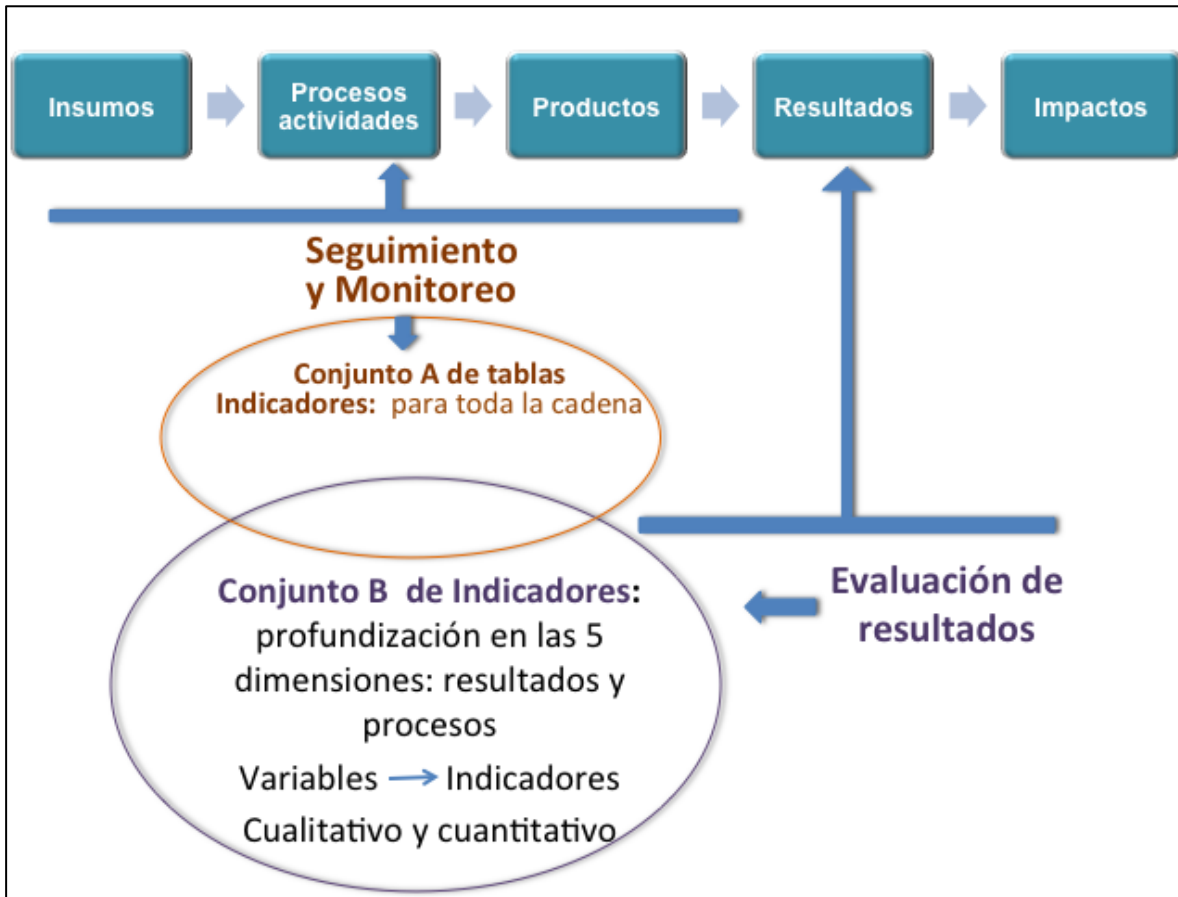 Insumos
Procesos
actividades
Productos
Resultados
Impactos
Seguimiento
y Monitoreo
Conjunto A de tablas
Indicadores: para toda la cadena
Conjunto B de Indicadores:
profundización en las 5
dimensiones: resultados y
procesos
Variables → Indicadores
Cualitativo y cuantitativo
Evaluación de
resultados